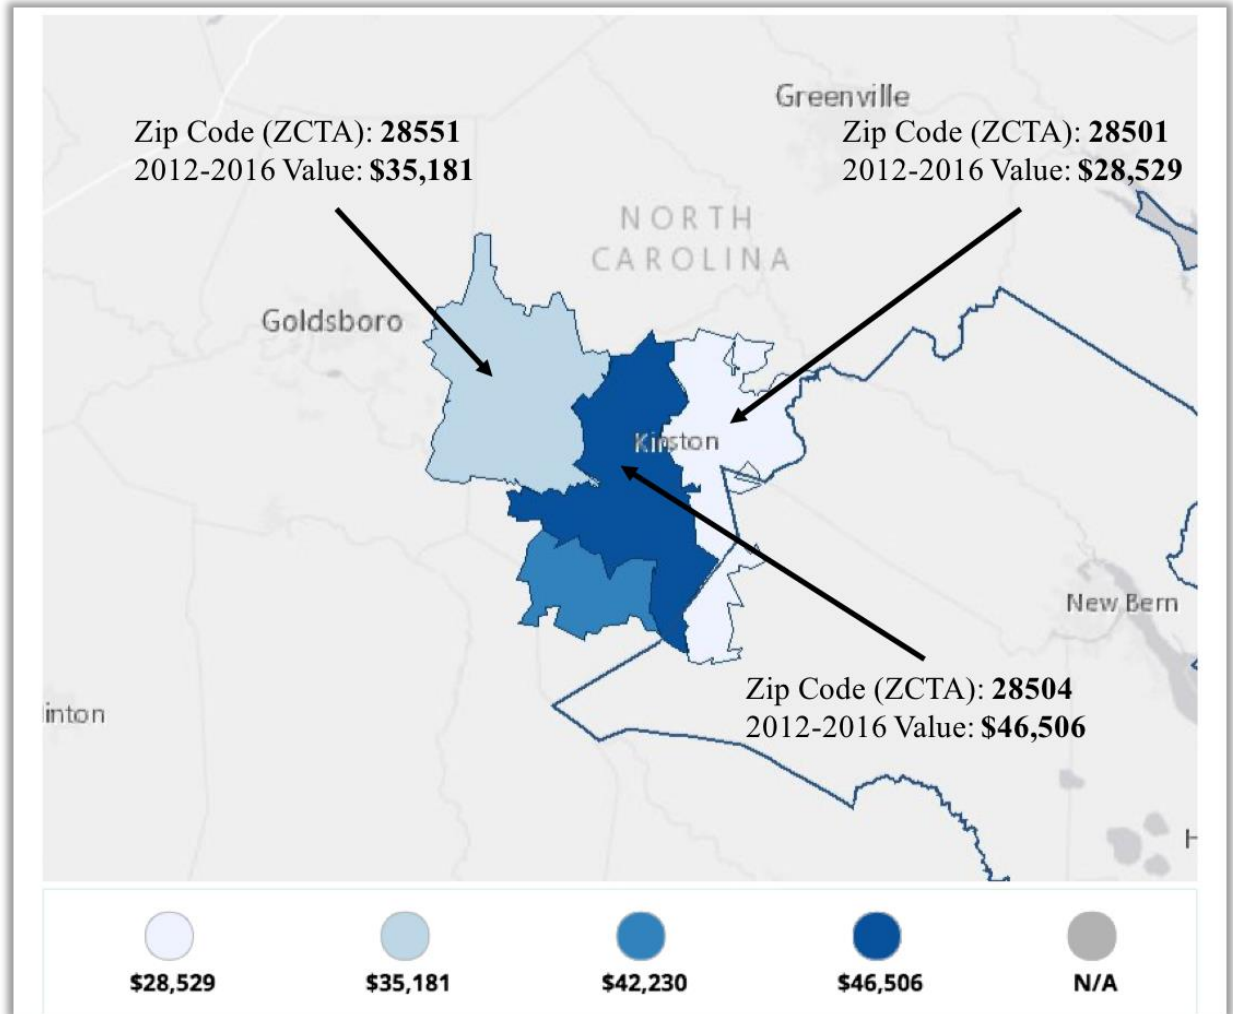 Greenville
Zip Code (ZCTA): 28551
2012-2016 Value: $35,181
Zip Code (ZCTA): 28501
2012-2016 Value: $28,529
NORTH
CAROLINA
Goldsboro
Kinston
New Bern
Zip Code (ZCTA): 28504
2012-2016 Value: $46,506
inton
H
$28,529
$35,181
$42,230
$46,506
N/A